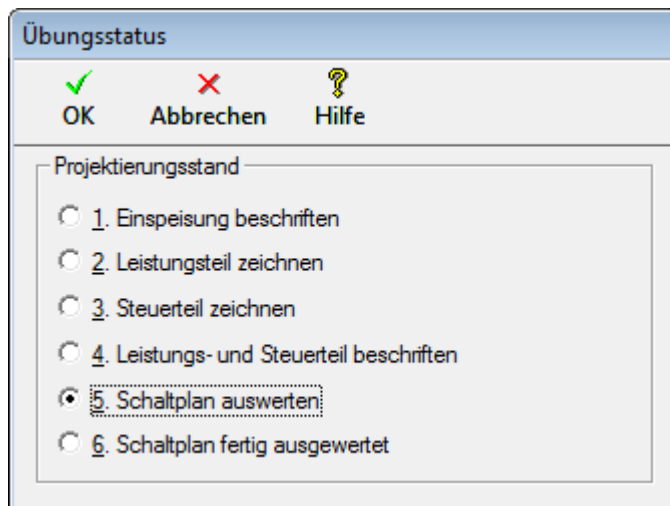 Übungsstatus
OK Abbrechen Hilfe
Projektierungsstand
1. Einspeisung beschriften
2. Leistungsteil zeichnen
3. Steuerteil zeichnen
4. Leistungs- und Steuerteil beschriften
5. Schaltplan auswerten
6. Schaltplan fertig ausgewertet